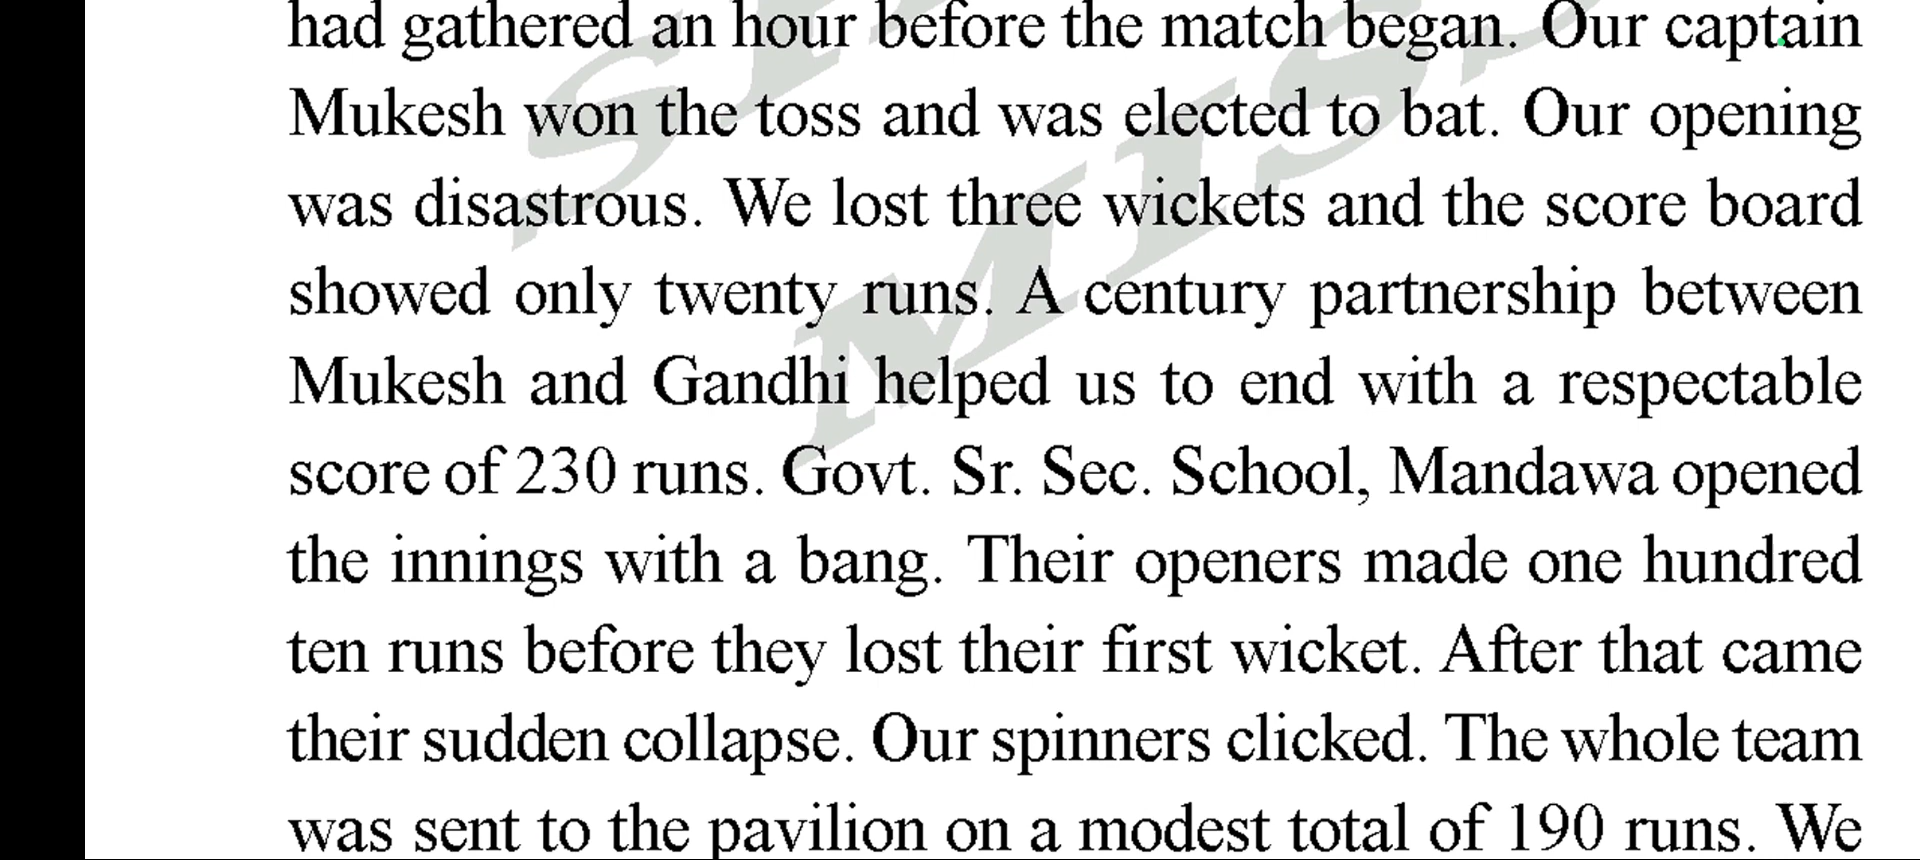 had gathered an hour before the match began. Our captain
Mukesh won the toss and was elected to bat. Our opening
was disastrous. We lost three wickets and the score board
showed only twenty runs. A century partnership between
Mukesh and Gandhi helped us to end with a respectable
score of 230 runs. Govt. Sr. Sec. School, Mandawa opened
the innings with a bang. Their openers made one hundred
ten runs before they lost their first wicket. After that came
their sudden collapse. Our spinners clicked. The whole team
was sent to the pavilion on a modest total of 190 runs. We